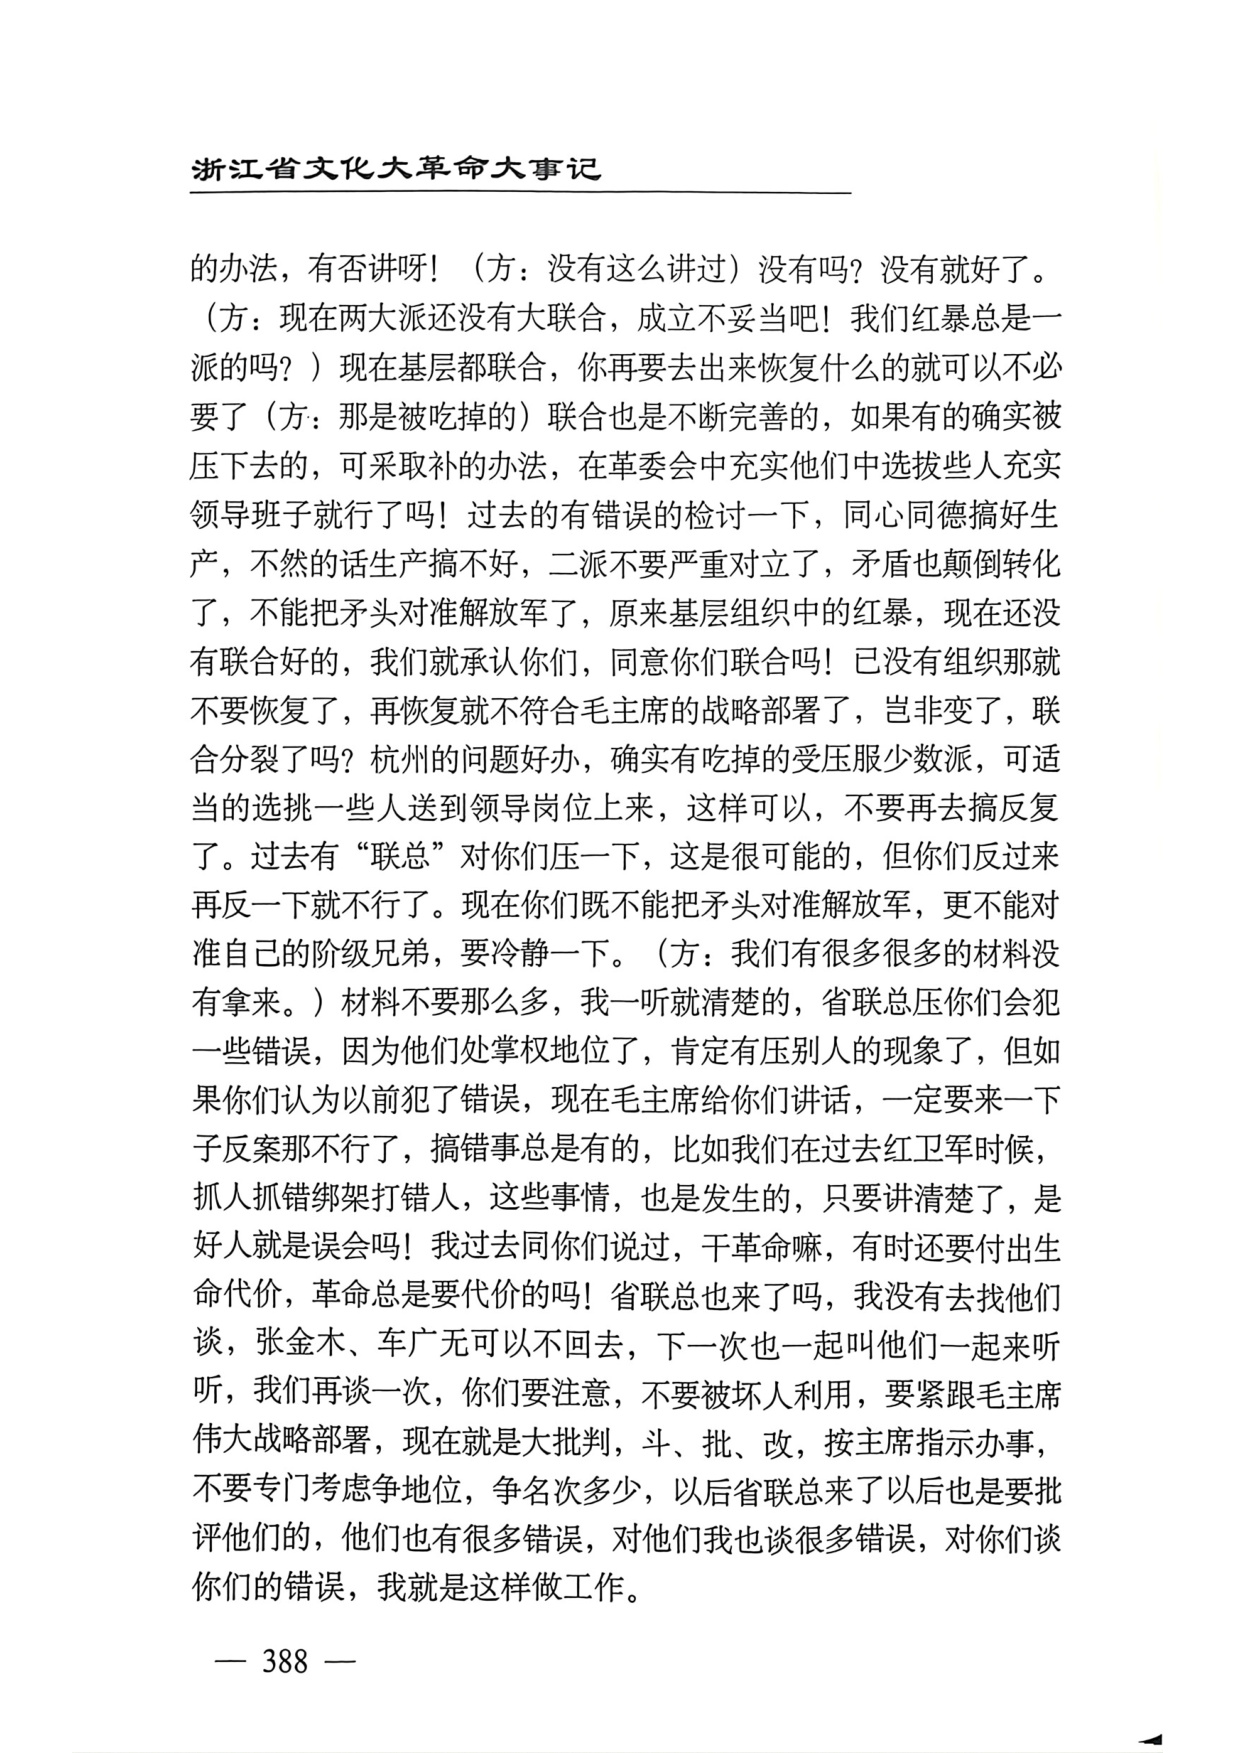 浙江省文化大革命大事记
的办法，有否讲呀！（方：没有这么讲过）没有吗？没有就好了。
（方：现在两大派还没有大联合，成立不妥当吧！我们红暴总是一
派的吗？）现在基层都联合，你再要去出来恢复什么的就可以不必
要了（方：那是被吃掉的）联合也是不断完善的，如果有的确实被
压下去的，可采取补的办法，在革委会中充实他们中选拔些人充实
领导班子就行了吗！过去的有错误的检讨一下，同心同德搞好生
产，不然的话生产搞不好，二派不要严重对立了，矛盾也颠倒转化
了，不能把矛头对准解放军了，原来基层组织中的红暴，现在还没
有联合好的，我们就承认你们，同意你们联合吗！已没有组织那就
不要恢复了，再恢复就不符合毛主席的战略部署了，岂非变了，联
合分裂了吗？杭州的问题好办，确实有吃掉的受压服少数派，可适
当的选挑一些人送到领导岗位上来，这样可以，不要再去搞反复
了。过去有“联总”对你们压一下，这是很可能的，但你们反过来
再反一下就不行了。现在你们既不能把矛头对准解放军，更不能对
准自己的阶级兄弟，要冷静一下。（方：我们有很多很多的材料没
有拿来。）材料不要那么多，我一听就清楚的，省联总压你们会犯
一些错误，因为他们处掌权地位了，肯定有压别人的现象了，但如
果你们认为以前犯了错误，现在毛主席给你们讲话，一定要来一下
子反案那不行了，搞错事总是有的，比如我们在过去红卫军时候，
抓人抓错绑架打错人，这些事情，也是发生的，只要讲清楚了，是
好人就是误会吗！我过去同你们说过，干革命嘛，有时还要付出生
命代价，革命总是要代价的吗！省联总也来了吗，我没有去找他们
谈，张金木、车广无可以不回去，下一次也一起叫他们一起来听
听，我们再谈一次，你们要注意，不要被坏人利用，要紧跟毛主席
伟大战略部署，现在就是大批判，斗、批、改，按主席指示办事，
不要专门考虑争地位，争名次多少，以后省联总来了以后也是要批
评他们的，他们也有很多错误，对他们我也谈很多错误，对你们谈
你们的错误，我就是这样做工作。
— 388 —